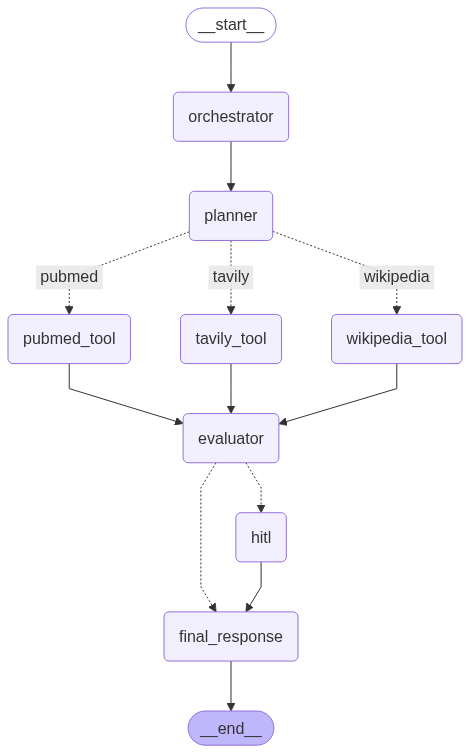 __start__
orchestrator
planner
pubmed
tavily
wikipedia
pubmed_tool
tavily_tool
wikipedia_tool
evaluator
hitl
final_response
__end__